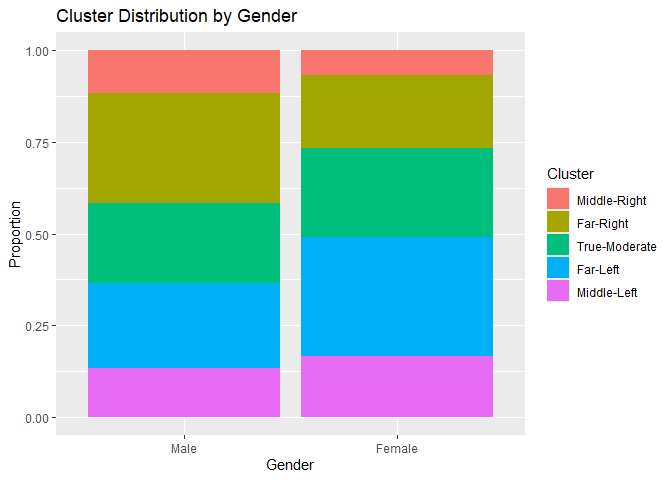 Cluster Distribution by Gender
1.00
0.75
0.50
0.25
0.00
Proportion
Male
Female
Gender
Cluster
Middle-Right
Far-Right
True-Moderate
Far-Left
Middle-Left